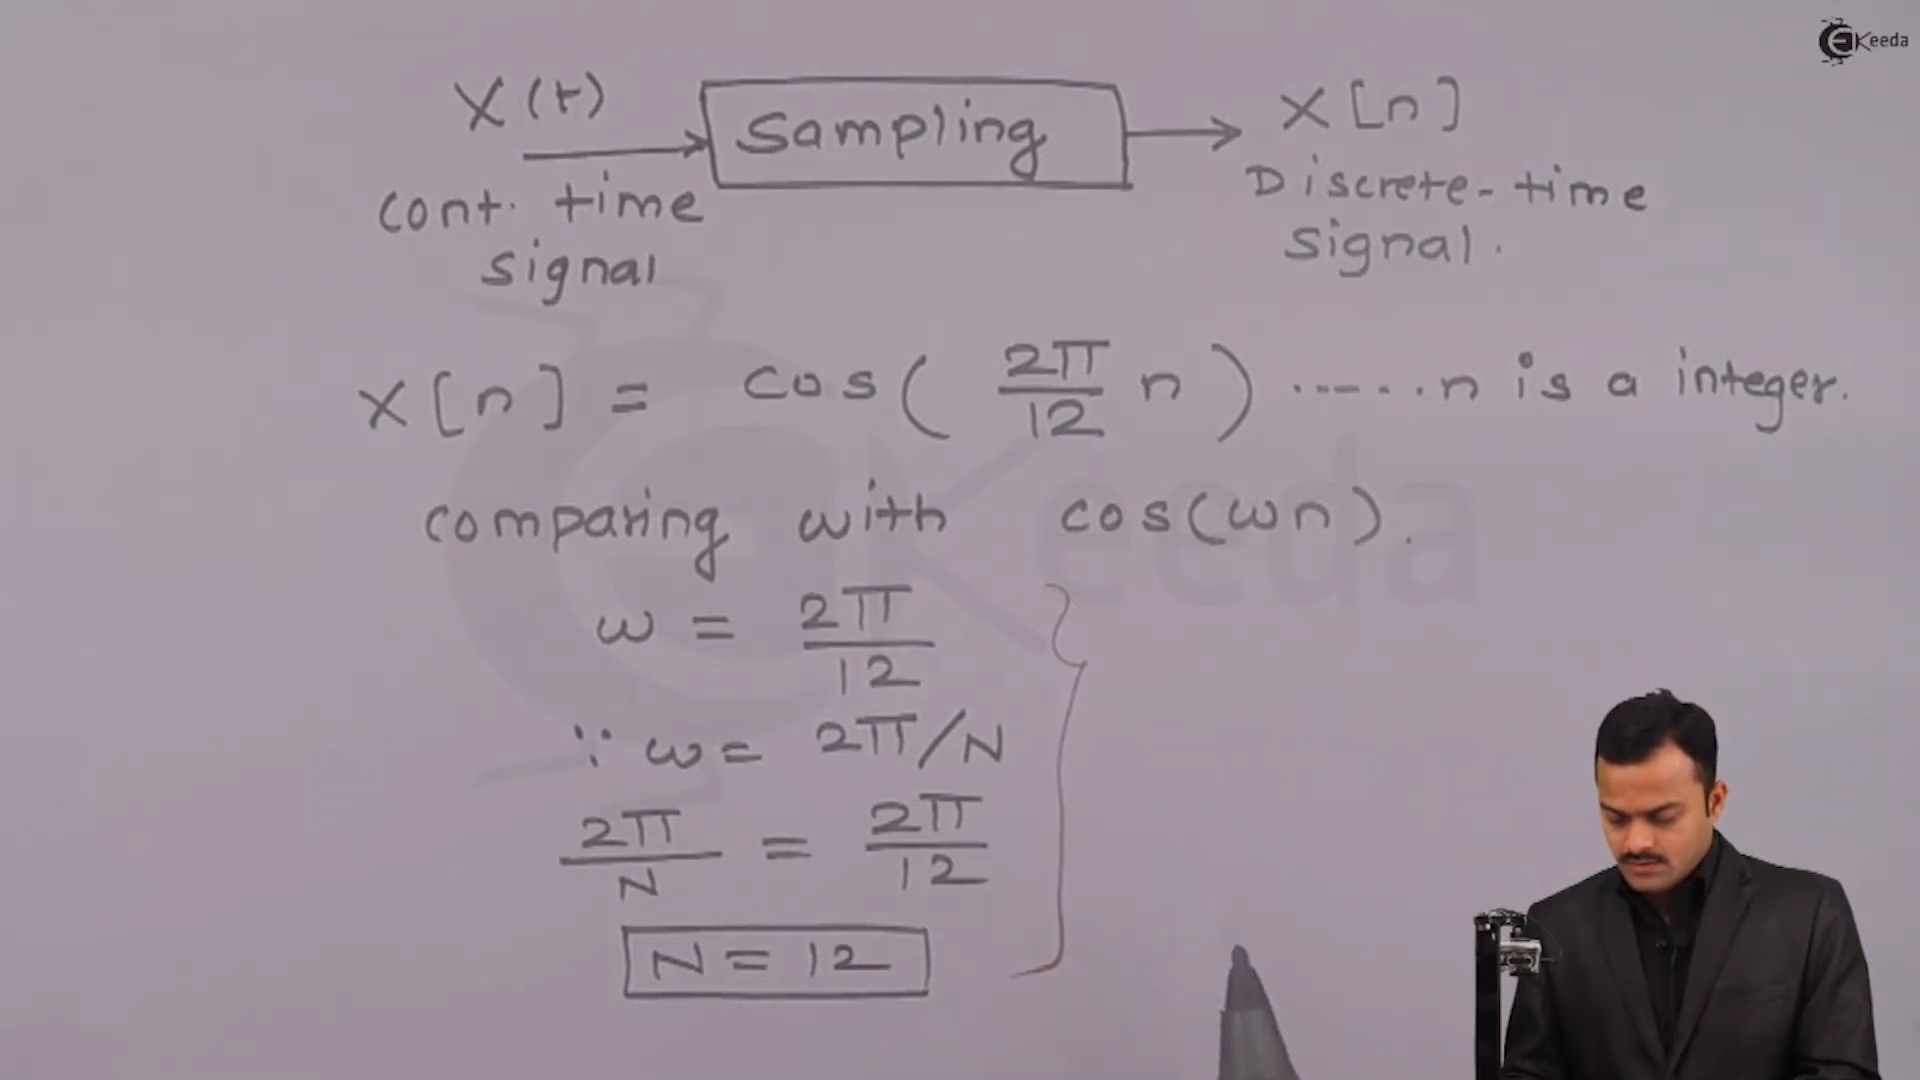 EKeeda
X(t) Sampling X[n]
cont. time signal
Discrete-time signal.
X[n] = cos(2π/12 n) ...... n is a integer.
comparing with cos(ωn).
ω = 2π/12
∵ ω = 2π/N
2π/N = 2π/12
N = 12
Keeda